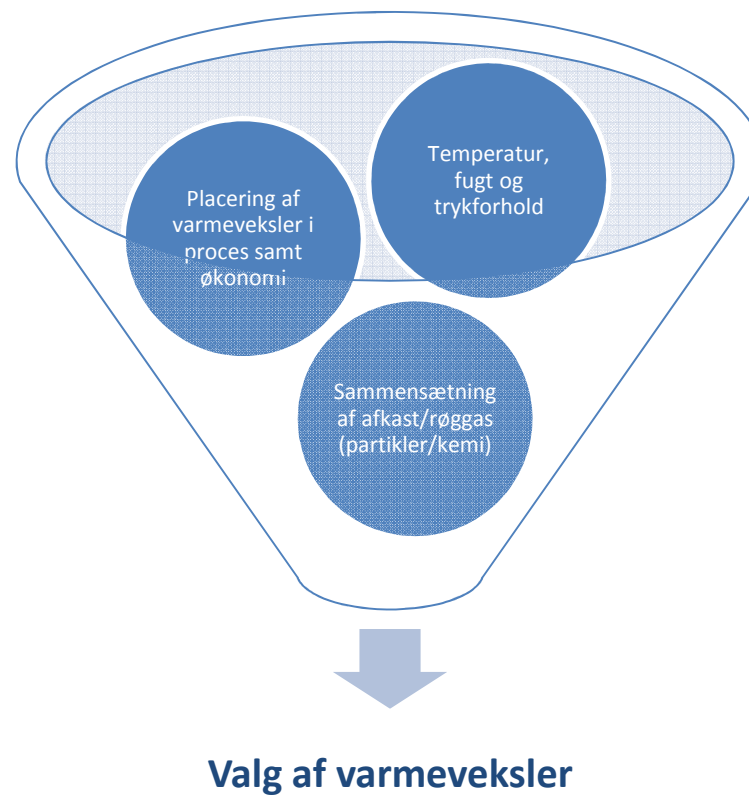 Temperatur,
fugt og
trykforhold
Placering af
varmeveksler i
proces samt
økonomi
Sammensætning
af afkast/røggas
(partikler/kemi)
Valg af varmeveksler